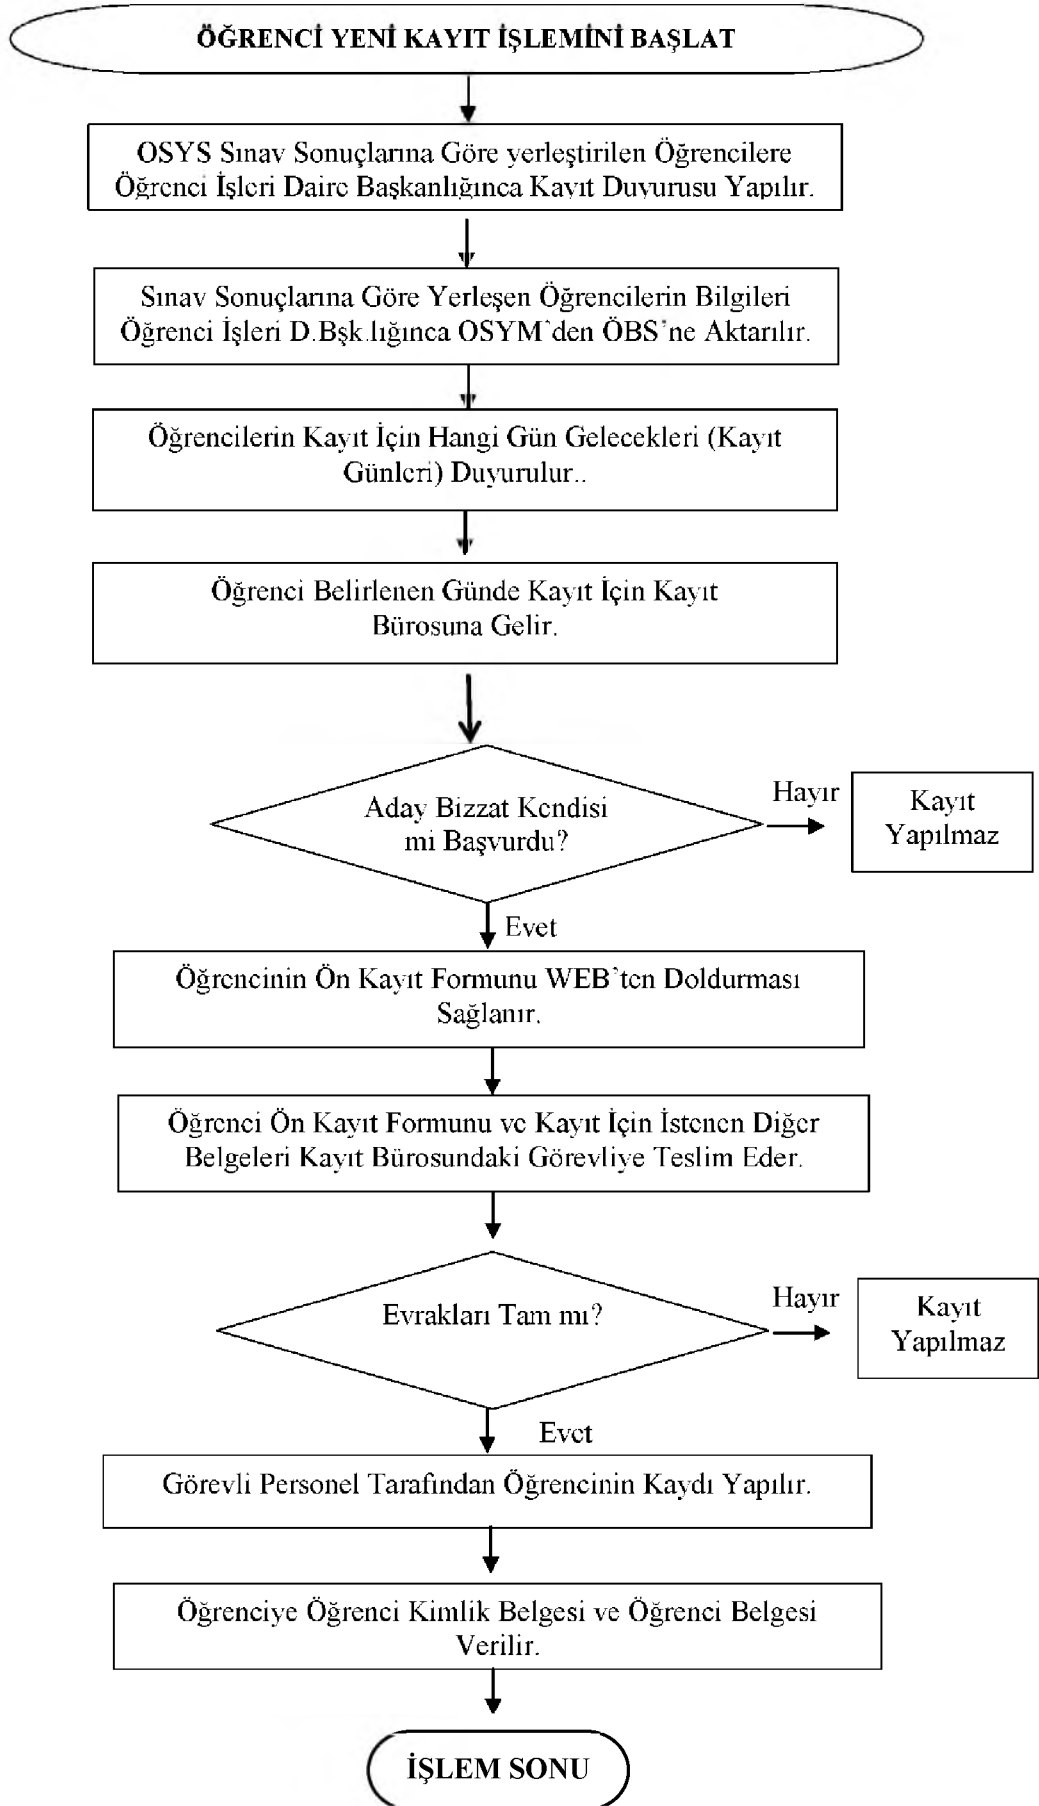 ÖĞRENCİ YENİ KAYIT İŞLEMİNİ BAŞLAT
OSYS Sınav Sonuçlarına Göre yerleştirilen Öğrencilere
Öğrenci İşleri Daire Başkanlığınca Kayıt Duyurusu Yapılır.
Sınav Sonuçlarına Göre Yerleşen Öğrencilerin Bilgileri
Öğrenci İşleri D.Bşk.lığınca OSYM'den ÖBS'ne Aktarılır.
Öğrencilerin Kayıt İçin Hangi Gün Gelecekleri (Kayıt
Günleri) Duyurulur..
Öğrenci Belirlenen Günde Kayıt İçin Kayıt
Bürosuna Gelir.
Aday Bizzat Kendisi
mi Başvurdu?
Hayır
Kayıt
Yapılmaz
Evet
Öğrencinin Ön Kayıt Formunu WEB'ten Doldurması
Sağlanır.
Öğrenci Ön Kayıt Formunu ve Kayıt İçin İstenen Diğer
Belgeleri Kayıt Bürosundaki Görevliye Teslim Eder.
Evrakları Tam mı?
Hayır
Kayıt
Yapılmaz
Evet
Görevli Personel Tarafından Öğrencinin Kaydı Yapılır.
Öğrenciye Öğrenci Kimlik Belgesi ve Öğrenci Belgesi
Verilir.
İŞLEM SONU